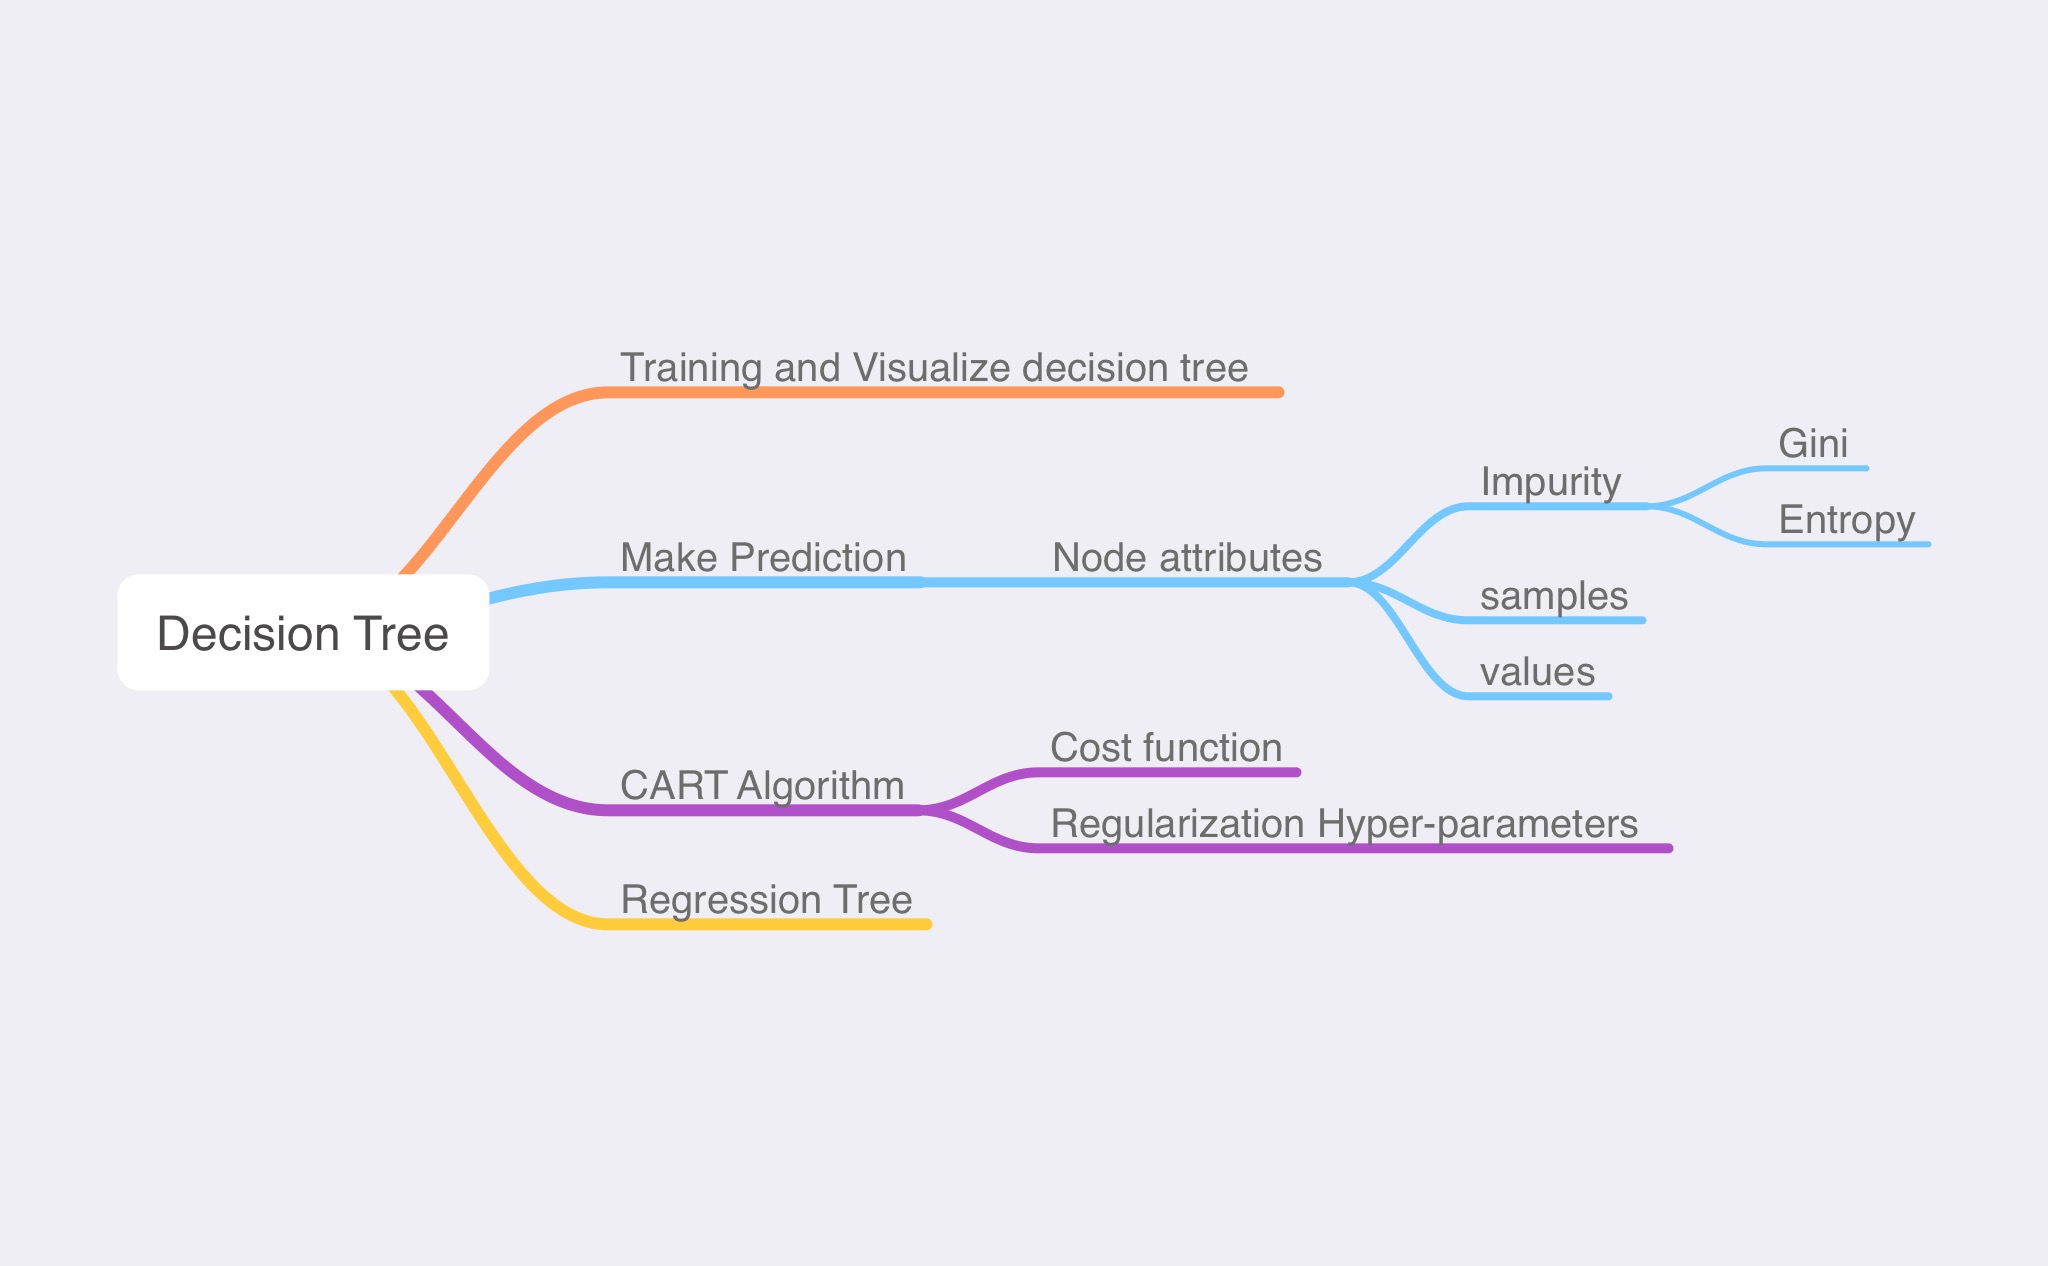 Decision Tree
Training and Visualize decision tree
Make Prediction
Node attributes
Impurity
Gini
Entropy
samples
values
CART Algorithm
Cost function
Regularization Hyper-parameters
Regression Tree